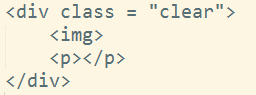 <div class = "clear">
    <img>
    <p></p>
</div>